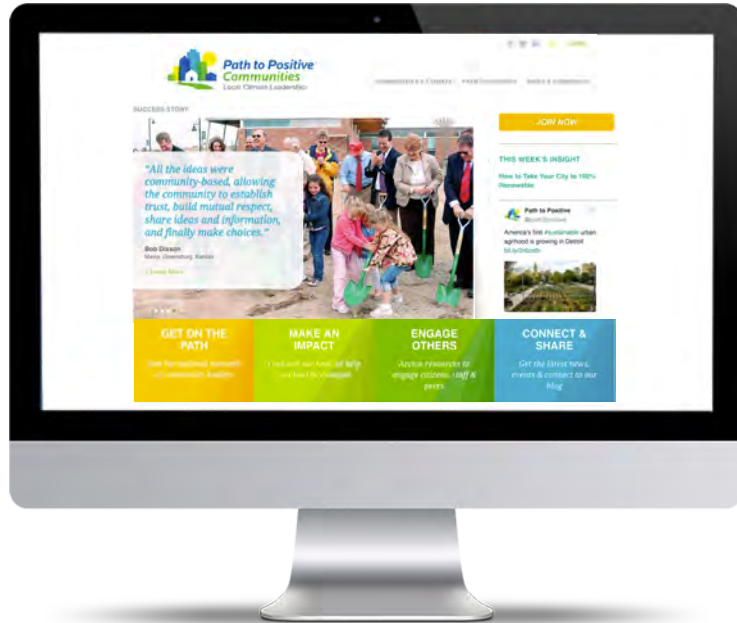 Path to Positive
Communities
Local Climate Leadership
SUCCESS STORY
JOIN NOW
"All the ideas were
community-based, allowing
the community to establish
trust, build mutual respect,
share ideas and information,
and finally make choices."
Bob Dixson
Mayor, Greensburg, Kansas
THIS WEEK'S INSIGHT
How to Take Your City to 100%
Renewable
Path to Positive
America's first #sustainable urban
agrihood is growing in Detroit
GET ON THE
PATH
MAKE AN
IMPACT
ENGAGE
OTHERS
Access resources to
engage citizens, staff &
peers
CONNECT &
SHARE
Get the latest news,
events & connect to our
blog